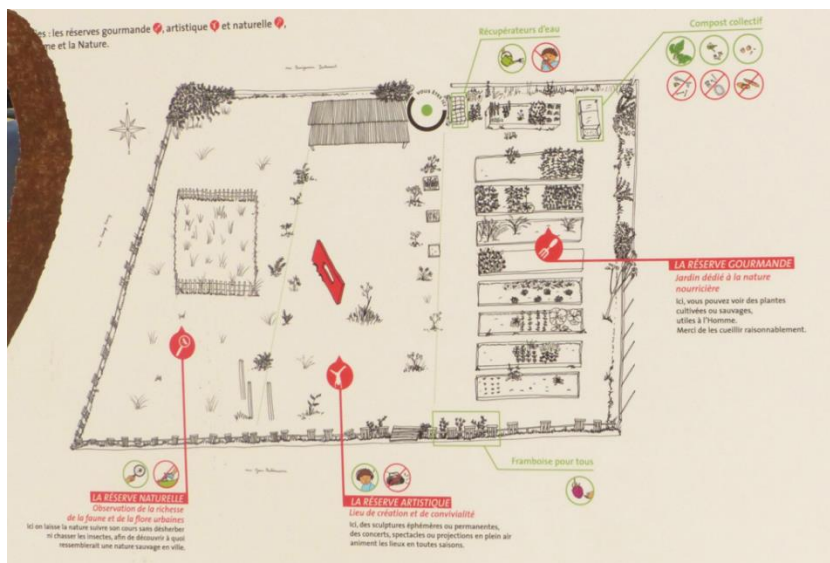 : les réserves gourmande , artistique et naturelle ,
et la Nature.
Récupérateurs d'eau
Compost collectif
VOUS ÊTES ICI
LA RÉSERVE GOURMANDE
Jardin dédié à la nature
nourricière
Ici, vous pouvez voir des plantes
cultivées ou sauvages,
utiles à l'Homme.
Merci de les cueillir raisonnablement.
Framboise pour tous
LA RÉSERVE NATURELLE
Observation de la richesse
de la faune et de la flore urbaines
Ici on laisse la nature suivre son cours sans désherber
ni chasser les insectes, afin de découvrir à quoi
ressemblerait une nature sauvage en ville.
LA RÉSERVE ARTISTIQUE
Lieu de création et de convivialité
Ici, des sculptures éphémères ou permanentes,
des concerts, spectacles ou projections en plein air
animent les lieux en toutes saisons.